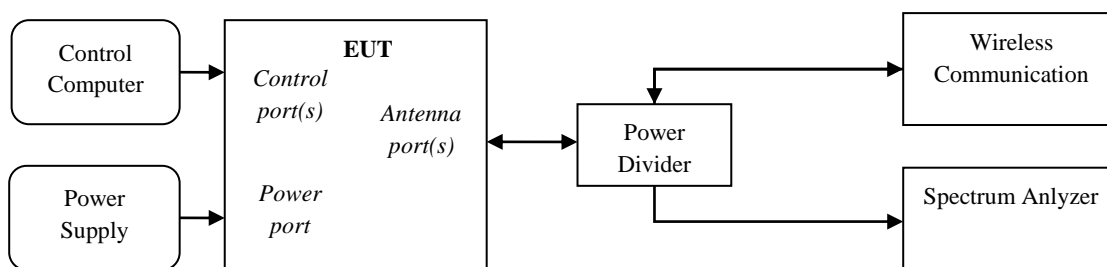 Control
Computer
EUT
Control
port(s)
Antenna
port(s)
Power
Supply
Power
port
Power
Divider
Wireless
Communication
Spectrum Anlyzer